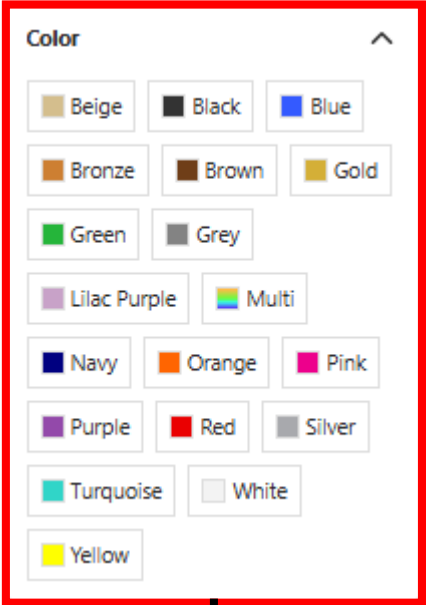 Color
Beige Black Blue
Bronze Brown Gold
Green Grey
Lilac Purple Multi
Navy Orange Pink
Purple Red Silver
Turquoise White
Yellow